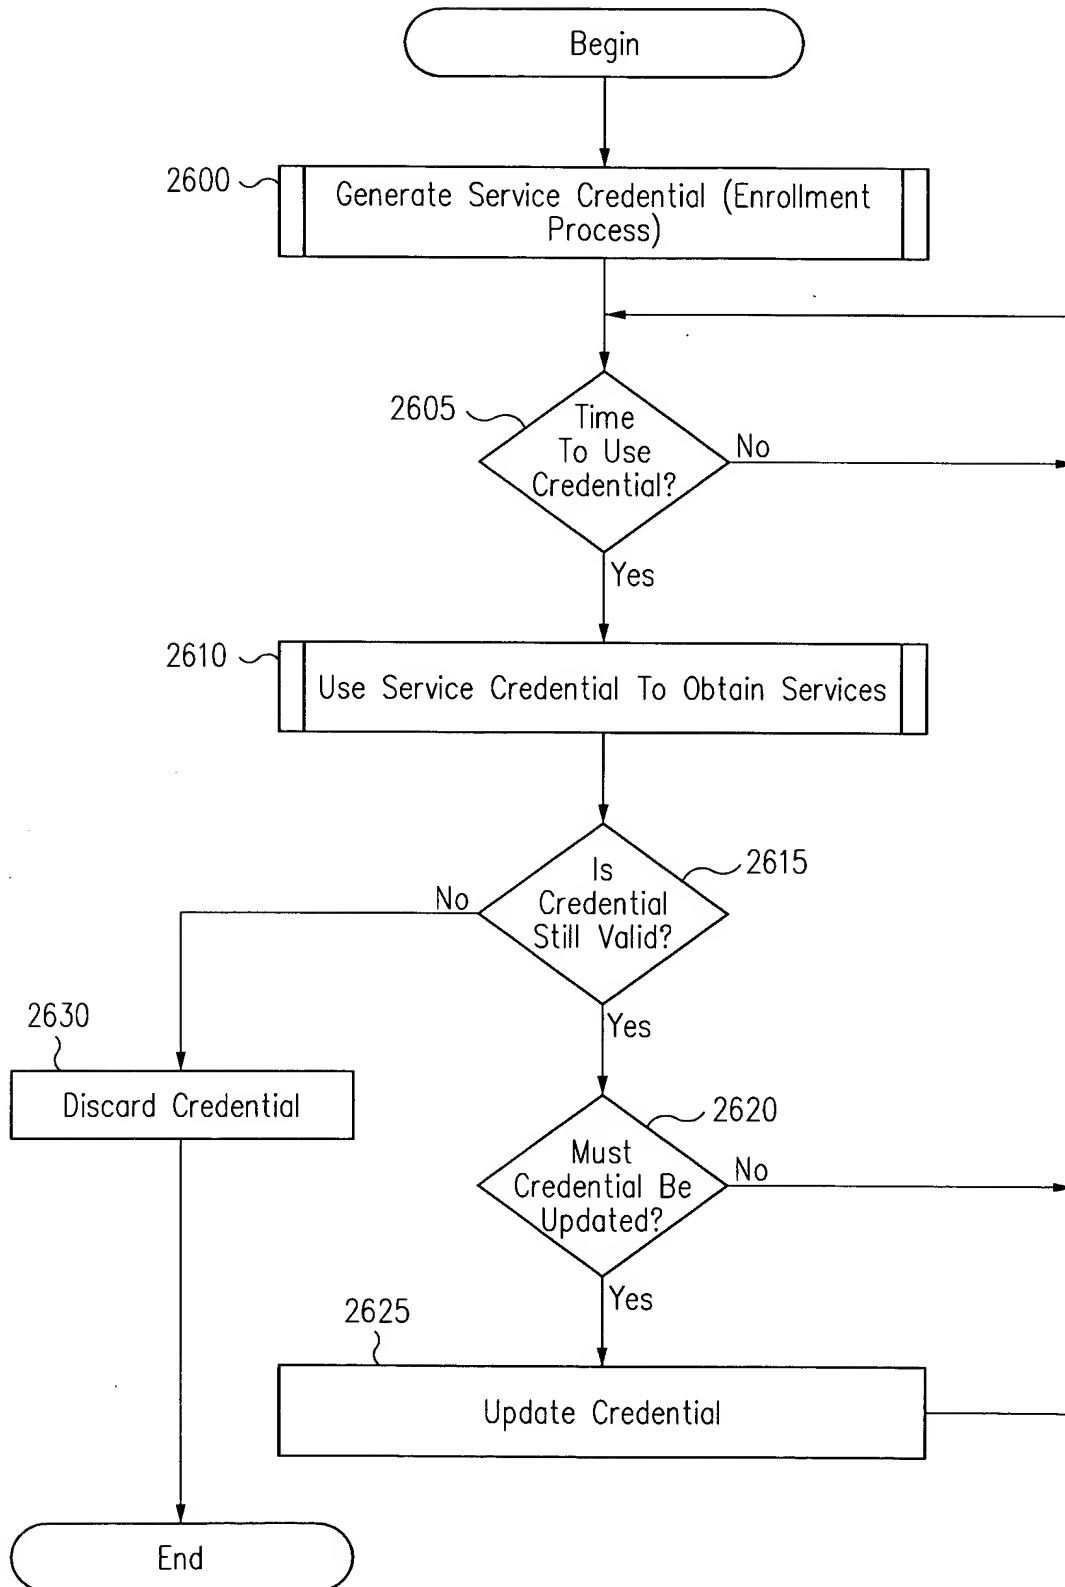 Begin
2600
Generate Service Credential (Enrollment
Process)
2605
Time
To Use
Credential?
No
Yes
2610
Use Service Credential To Obtain Services
2615
Is
Credential
Still Valid?
No
Yes
2630
Discard Credential
2620
Must
Credential Be
Updated?
No
Yes
2625
Update Credential
End